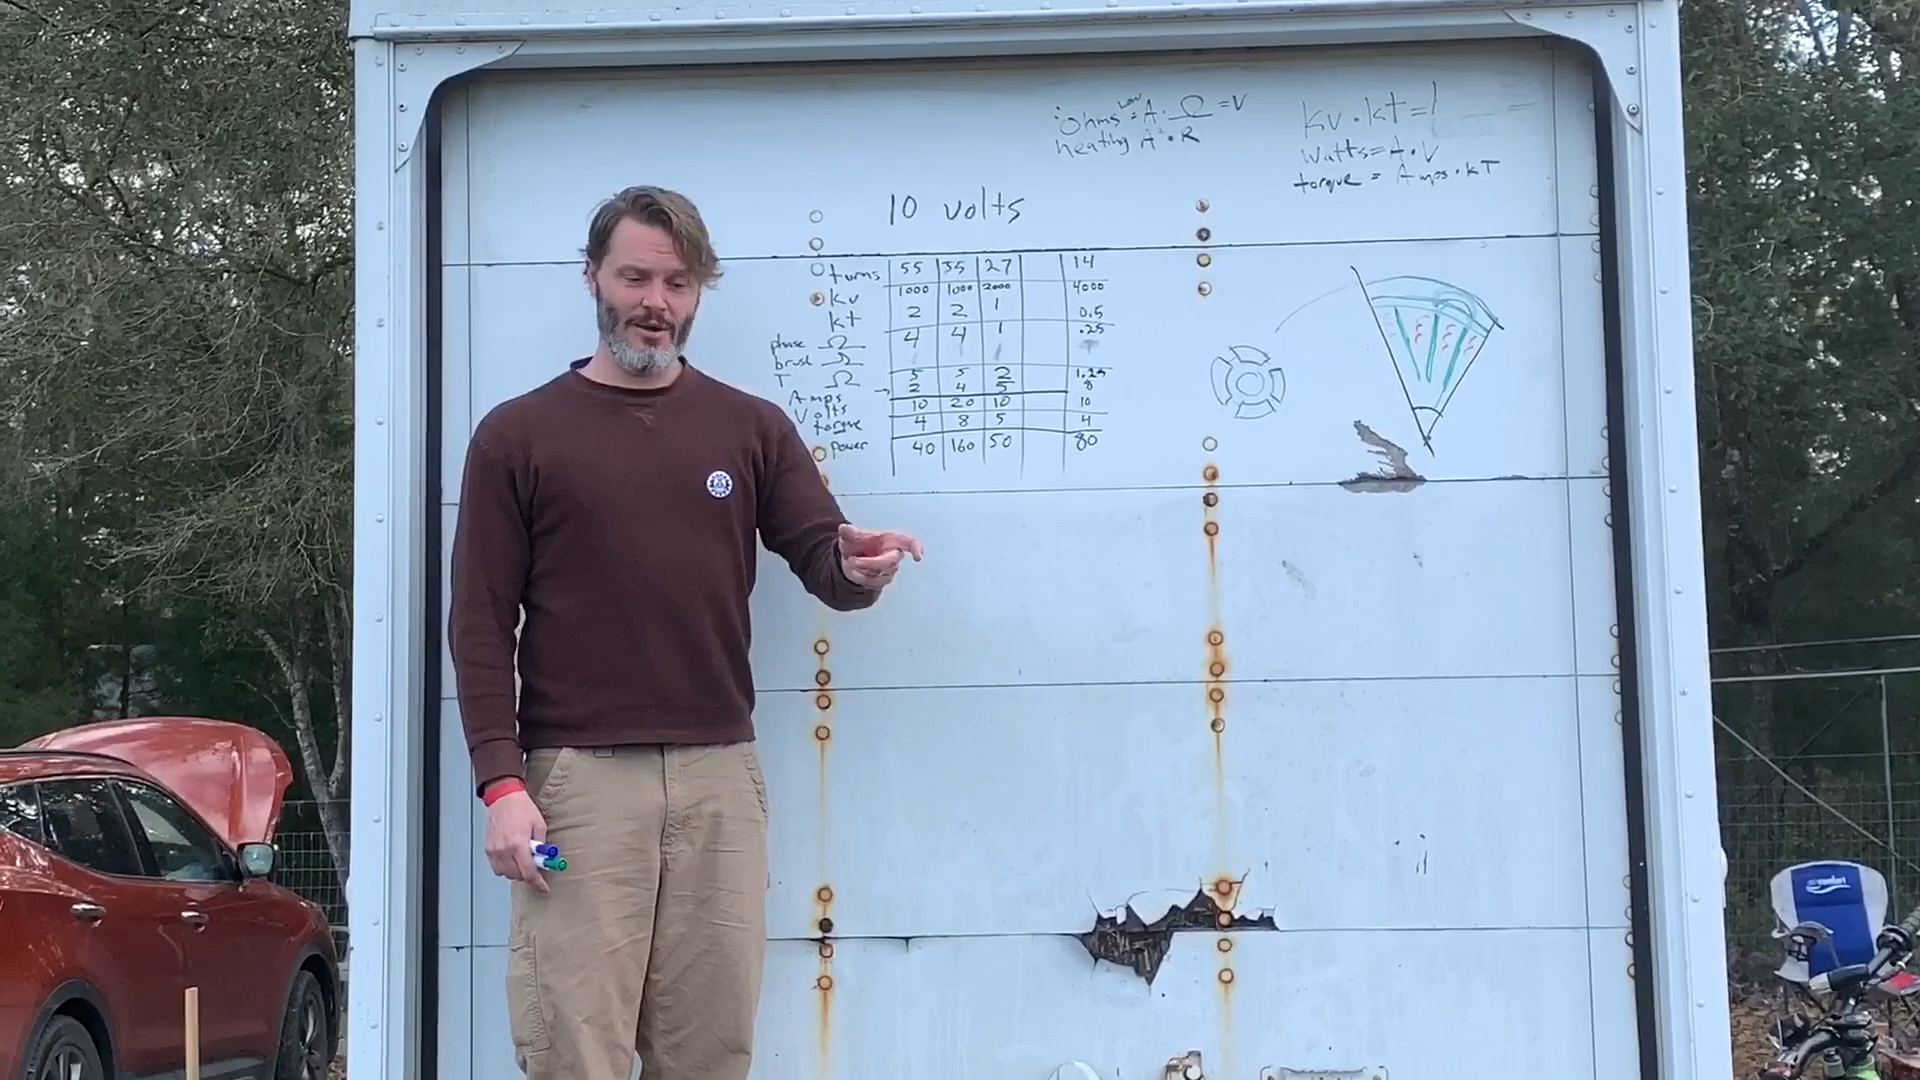 ohms Law = A · Ω = V
heating A² · R
kv · kt = 1
watts = A · V
torque = Amps · kT
10 volts
turns 55 55 27 14
kv 1000 1000 2000 4000
kt 2 2 1 0.5
phase Ω 4 4 1 .25
brush Ω 1 1 1
T Ω 5 5 2 1.25
Amps 2 4 5 8
Volts 10 20 10 10
torque 4 8 5 4
power 40 160 50 80